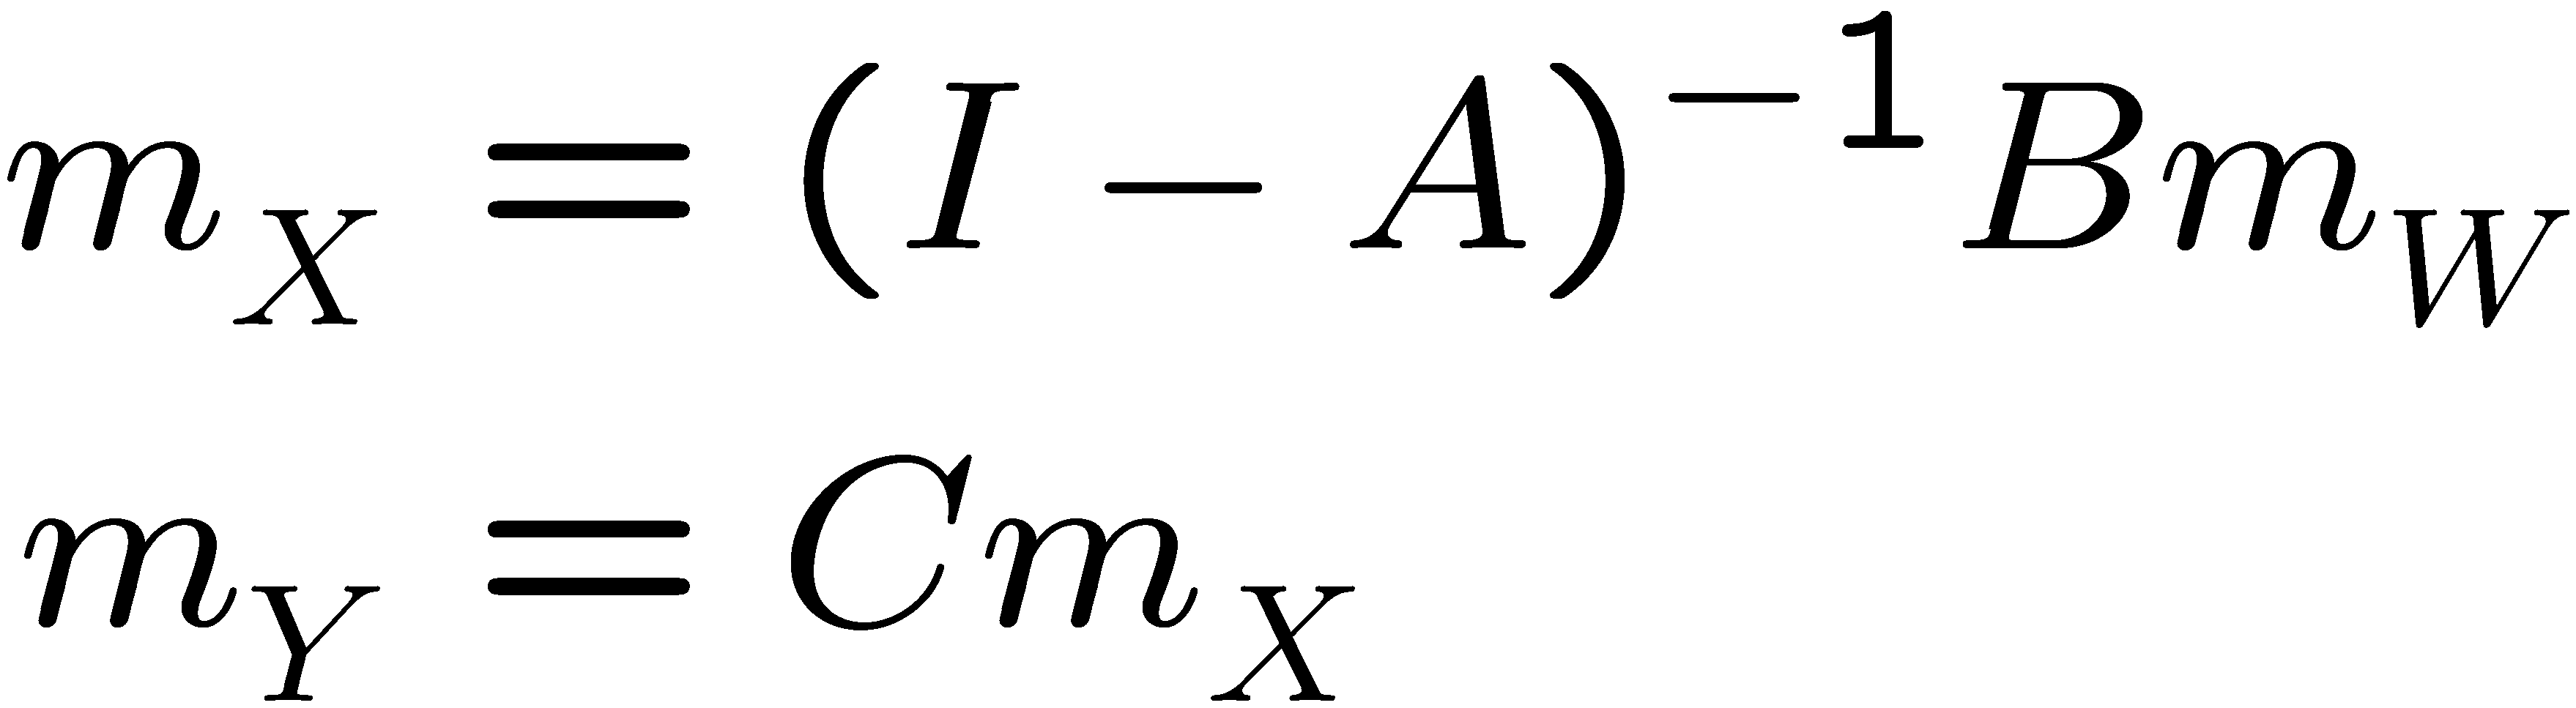 m_X = (I − A)^{−1} B m_W
m_Y = C m_X